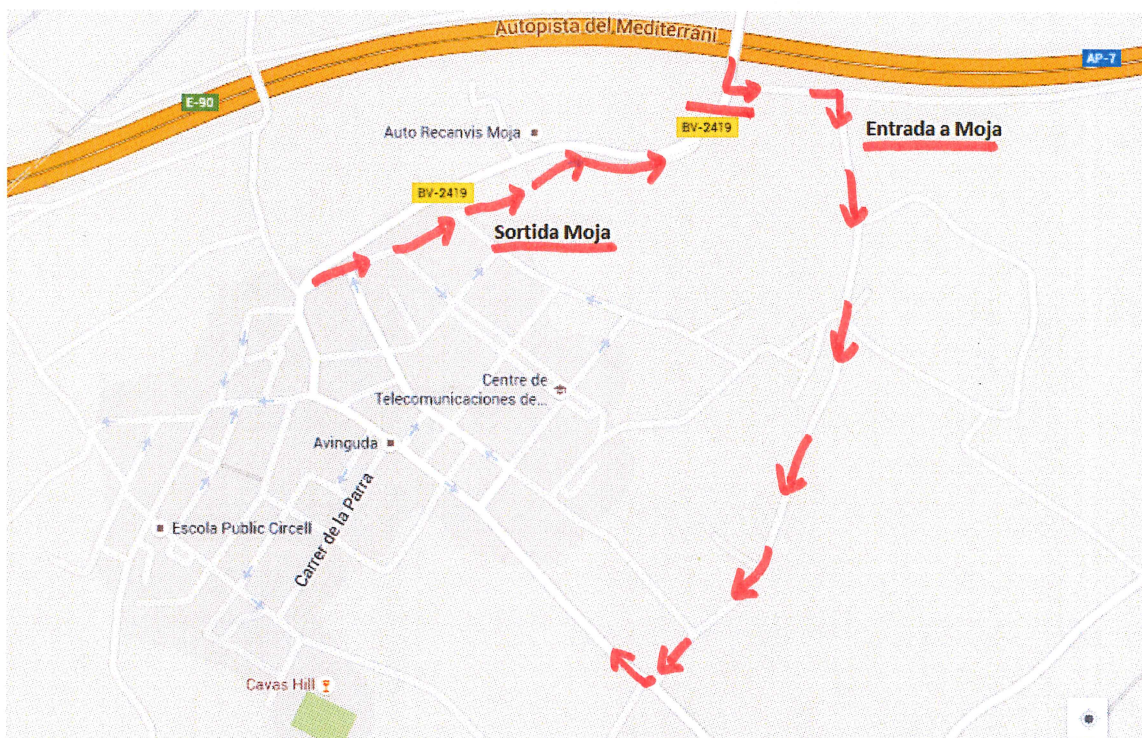 Autopista del Mediterrani
AP-7
E-90
Auto Recanvis Moja
BV-2419
Entrada a Moja
BV-2419
Sortida Moja
Centre de
Telecomunicaciones de...
Avinguda
Carrer de la Parra
Escola Public Circell
Cavas Hill